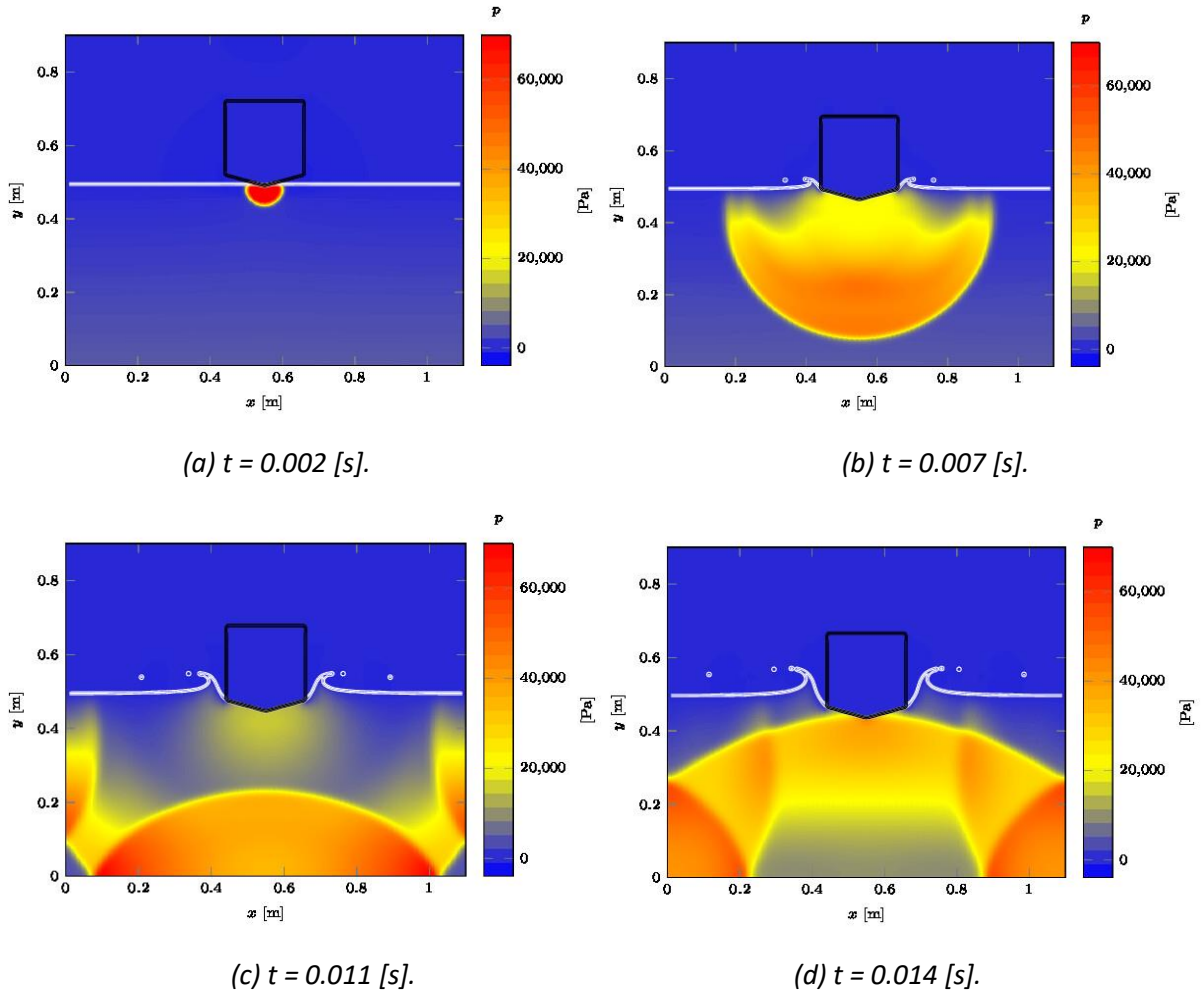 p
60,000
40,000
20,000
0
[Pa]
y [m]
0.8
0.6
0.4
0.2
0
0 0.2 0.4 0.6 0.8 1
x [m]
(a) t = 0.002 [s].
p
60,000
40,000
20,000
0
[Pa]
y [m]
0.8
0.6
0.4
0.2
0
0 0.2 0.4 0.6 0.8 1
x [m]
(b) t = 0.007 [s].
p
60,000
40,000
20,000
0
[Pa]
y [m]
0.8
0.6
0.4
0.2
0
0 0.2 0.4 0.6 0.8 1
x [m]
(c) t = 0.011 [s].
p
60,000
40,000
20,000
0
[Pa]
y [m]
0.8
0.6
0.4
0.2
0
0 0.2 0.4 0.6 0.8 1
x [m]
(d) t = 0.014 [s].